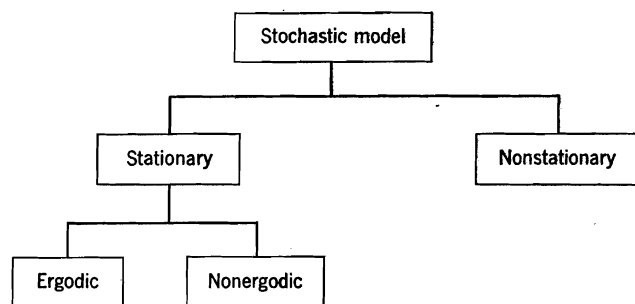 Stochastic model
Stationary
Nonstationary
Ergodic
Nonergodic